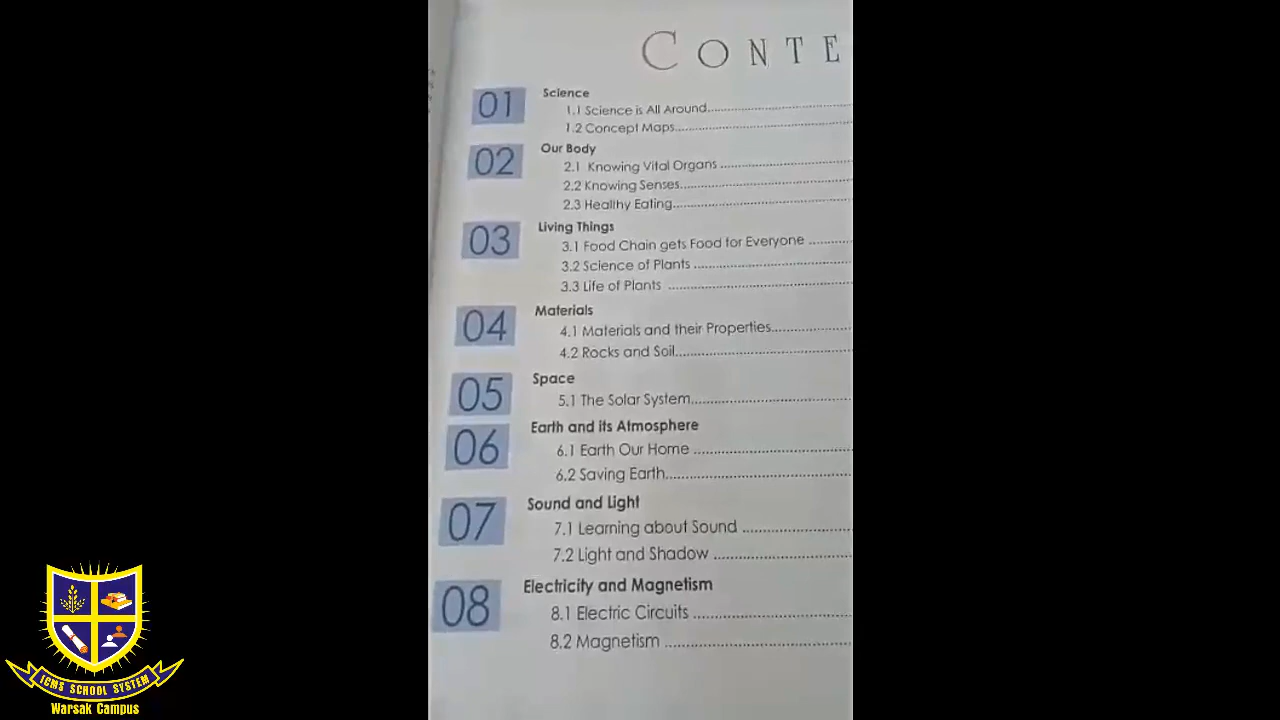 CONTE
01 Science
1.1 Science is All Around
1.2 Concept Maps
02 Our Body
2.1 Knowing Vital Organs
2.2 Knowing Senses
2.3 Healthy Eating
03 Living Things
3.1 Food Chain gets Food for Everyone
3.2 Science of Plants
3.3 Life of Plants
04 Materials
4.1 Materials and their Properties
4.2 Rocks and Soil
05 Space
5.1 The Solar System
06 Earth and its Atmosphere
6.1 Earth Our Home
6.2 Saving Earth
07 Sound and Light
7.1 Learning about Sound
7.2 Light and Shadow
08 Electricity and Magnetism
8.1 Electric Circuits
8.2 Magnetism
ICMS SCHOOL SYSTEM
Warsak Campus